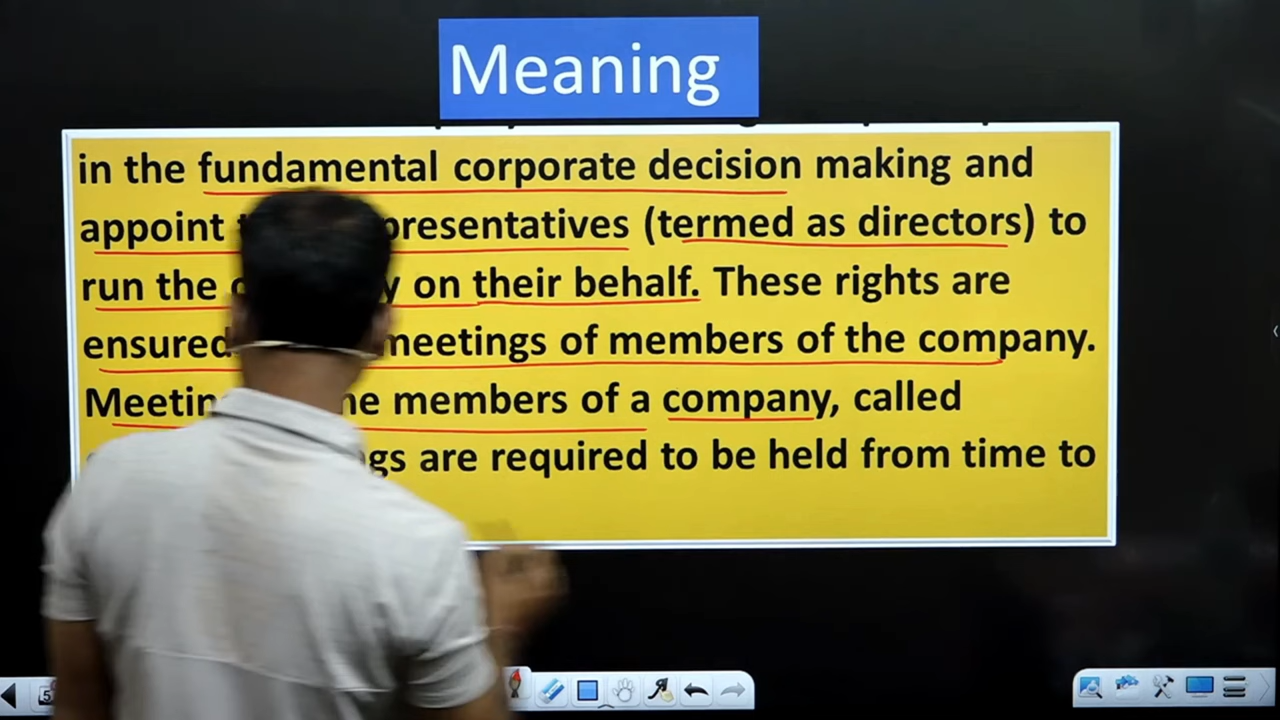 Meaning
in the fundamental corporate decision making and
appoint presentatives (termed as directors) to
run the y on their behalf. These rights are
ensured meetings of members of the company.
Meetin he members of a company, called
gs are required to be held from time to
5